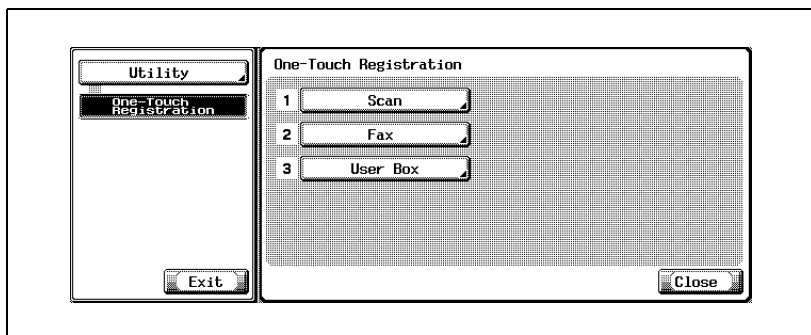 Utility
One-Touch
Registration
Exit
One-Touch Registration
1 Scan
2 Fax
3 User Box
Close